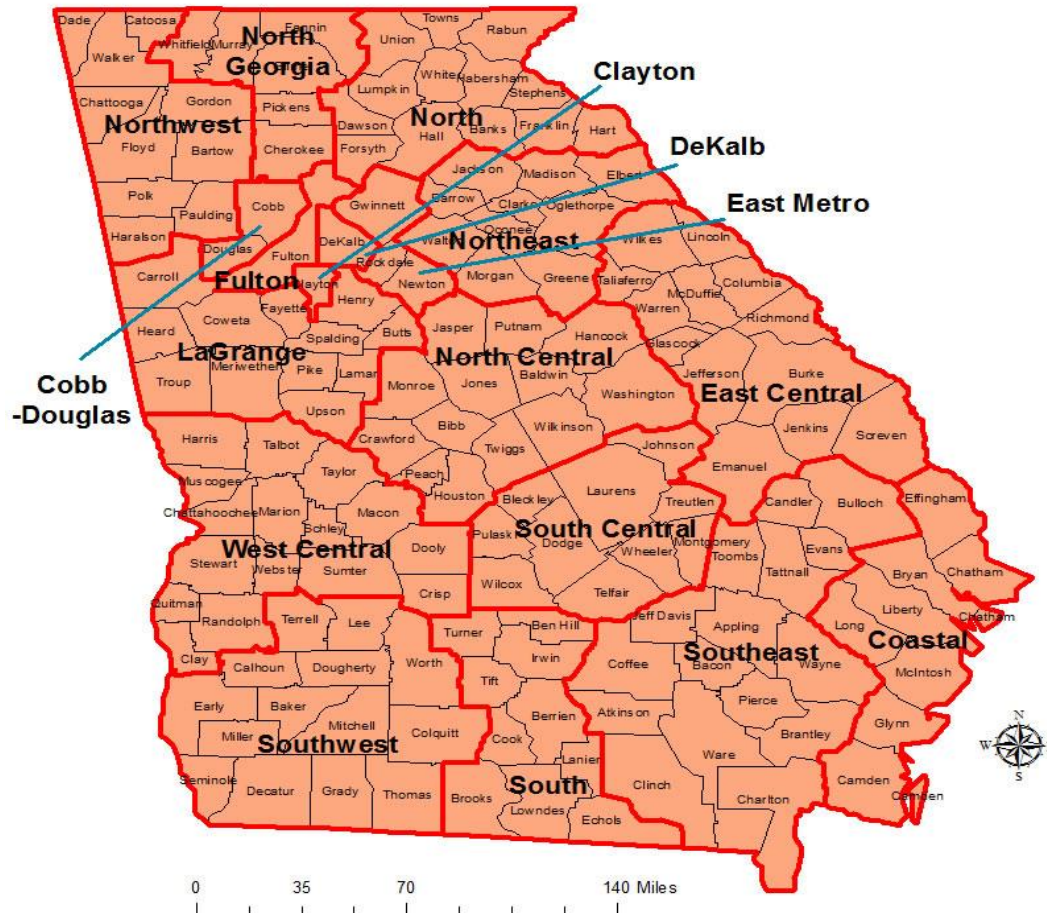 Dade
Catoosa
Whitfield
Murray
Fannin
North
Georgia
Towns
Union
Rabun
Walker
White
Habersham
Stephens
Lumpkin
Clayton
Chattooga
Gordon
Pickens
Northwest
Dawson
North
Hall
Banks
Franklin
Hart
Floyd
Bartow
Cherokee
Forsyth
DeKalb
Jackson
Madison
Elbert
Polk
Paulding
Cobb
Gwinnett
Barrow
Clarke
Oglethorpe
East Metro
Haralson
Douglas
DeKalb
Walton
Oconee
Northeast
Wilkes
Lincoln
Carroll
Fulton
Rockdale
Fulton
Clayton
Newton
Morgan
Greene
Taliaferro
Columbia
McDuffie
Coweta
Fayette
Henry
Warren
Richmond
Heard
Spalding
Butts
Jasper
Putnam
Hancock
Glascock
LaGrange
North Central
Troup
Meriwether
Pike
Lamar
Monroe
Jones
Baldwin
Washington
Jefferson
Burke
East Central
Cobb
-Douglas
Upson
Bibb
Wilkinson
Jenkins
Screven
Harris
Talbot
Crawford
Twiggs
Johnson
Emanuel
Muscogee
Taylor
Peach
Houston
Bleckley
Laurens
Treutlen
Candler
Bulloch
Effingham
Chattahoochee
Marion
Macon
Schley
South Central
West Central
Dooly
Pulaski
Dodge
Wheeler
Montgomery
Toombs
Evans
Stewart
Webster
Sumter
Tattnall
Bryan
Chatham
Crisp
Wilcox
Telfair
Quitman
Randolph
Terrell
Lee
Turner
Ben Hill
Jeff Davis
Appling
Long
Liberty
Chatham
Coastal
Clay
Calhoun
Dougherty
Worth
Irwin
Coffee
Bacon
Southeast
Wayne
McIntosh
Tift
Early
Baker
Mitchell
Berrien
Atkinson
Pierce
Glynn
Miller
Southwest
Colquitt
Cook
Ware
Brantley
Lanier
Seminole
Decatur
Grady
Thomas
Brooks
South
Lowndes
Echols
Clinch
Charlton
Camden
Camden
N
W
E
S
0 35 70 140 Miles